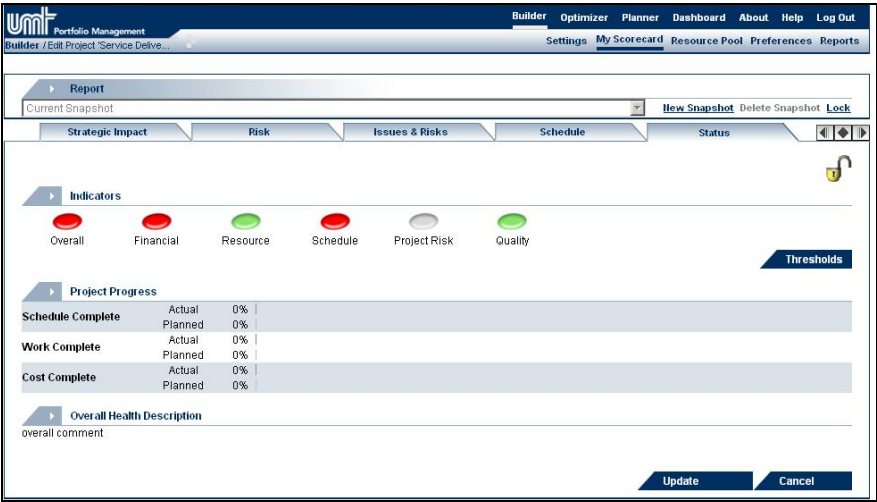 umt Portfolio Management
Builder Optimizer Planner Dashboard About Help Log Out
Builder / Edit Project 'Service Delive...
Settings My Scorecard Resource Pool Preferences Reports
Report
Current Snapshot
New Snapshot Delete Snapshot Lock
Strategic Impact Risk Issues & Risks Schedule Status
Indicators
Overall Financial Resource Schedule Project Risk Quality
Thresholds
Project Progress
Schedule Complete Actual 0%
Planned 0%
Work Complete Actual 0%
Planned 0%
Cost Complete Actual 0%
Planned 0%
Overall Health Description
overall comment
Update Cancel